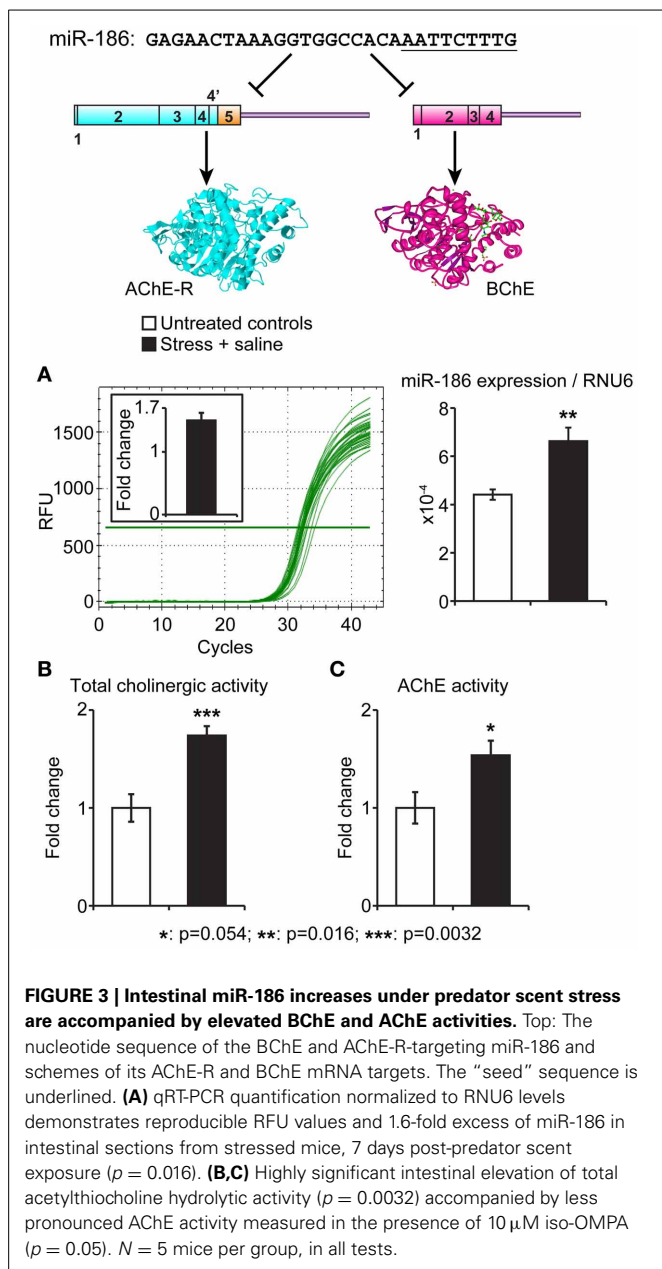 miR-186: GAGAACTAAAGGTGGCCACAAATTCTTTG
4'
2 3 4 5 2 3 4
1 1
AChE-R BChE
Untreated controls
Stress + saline
A
miR-186 expression / RNU6
RFU
1500
1000
500
0
0 10 20 30 40
Cycles
Fold change
1.7
1
0
x10-4
8
6
4
2
0
**
B
Total cholinergic activity
Fold change
2
1
0
***
C
AChE activity
Fold change
2
1
0
*
*: p=0.054; **: p=0.016; ***: p=0.0032
FIGURE 3 | Intestinal miR-186 increases under predator scent stress
are accompanied by elevated BChE and AChE activities. Top: The
nucleotide sequence of the BChE and AChE-R-targeting miR-186 and
schemes of its AChE-R and BChE mRNA targets. The “seed” sequence is
underlined. (A) qRT-PCR quantification normalized to RNU6 levels
demonstrates reproducible RFU values and 1.6-fold excess of miR-186 in
intestinal sections from stressed mice, 7 days post-predator scent
exposure (p = 0.016). (B,C) Highly significant intestinal elevation of total
acetylthiocholine hydrolytic activity (p = 0.0032) accompanied by less
pronounced AChE activity measured in the presence of 10 μM iso-OMPA
(p = 0.05). N = 5 mice per group, in all tests.